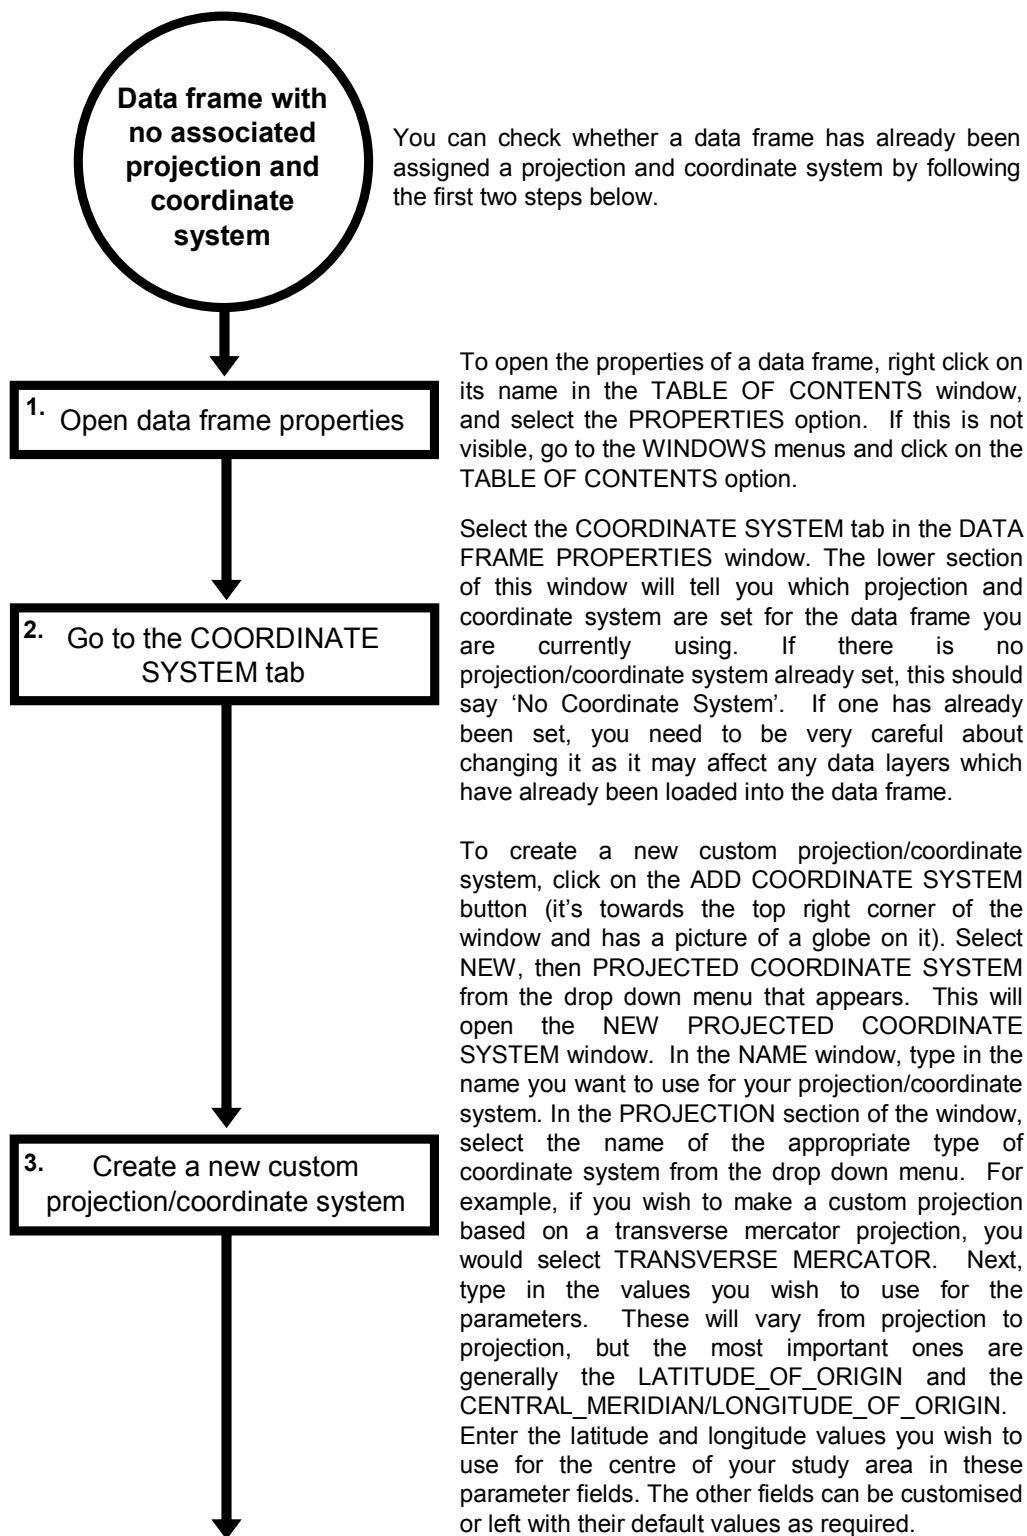 Data frame with
no associated
projection and
coordinate
system
You can check whether a data frame has already been
assigned a projection and coordinate system by following
the first two steps below.
1. Open data frame properties
To open the properties of a data frame, right click on
its name in the TABLE OF CONTENTS window,
and select the PROPERTIES option. If this is not
visible, go to the WINDOWS menus and click on the
TABLE OF CONTENTS option.
2. Go to the COORDINATE
SYSTEM tab
Select the COORDINATE SYSTEM tab in the DATA
FRAME PROPERTIES window. The lower section
of this window will tell you which projection and
coordinate system are set for the data frame you
are currently using. If there is no
projection/coordinate system already set, this should
say ‘No Coordinate System’. If one has already
been set, you need to be very careful about
changing it as it may affect any data layers which
have already been loaded into the data frame.
3. Create a new custom
projection/coordinate system
To create a new custom projection/coordinate
system, click on the ADD COORDINATE SYSTEM
button (it’s towards the top right corner of the
window and has a picture of a globe on it). Select
NEW, then PROJECTED COORDINATE SYSTEM
from the drop down menu that appears. This will
open the NEW PROJECTED COORDINATE
SYSTEM window. In the NAME window, type in the
name you want to use for your projection/coordinate
system. In the PROJECTION section of the window,
select the name of the appropriate type of
coordinate system from the drop down menu. For
example, if you wish to make a custom projection
based on a transverse mercator projection, you
would select TRANSVERSE MERCATOR. Next,
type in the values you wish to use for the
parameters. These will vary from projection to
projection, but the most important ones are
generally the LATITUDE_OF_ORIGIN and the
CENTRAL_MERIDIAN/LONGITUDE_OF_ORIGIN.
Enter the latitude and longitude values you wish to
use for the centre of your study area in these
parameter fields. The other fields can be customised
or left with their default values as required.